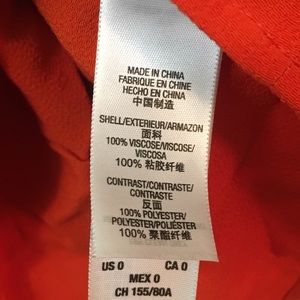 MADE IN CHINA
FABRIQUE EN CHINE
HECHO EN CHINA
中国制造
SHELL/EXTERIEUR/ARMAZON
面料
100% VISCOSE/VISCOSE/
VISCOSA
100% 粘胶纤维
CONTRAST/CONTRASTE/
CONTRASTE
反面
100% POLYESTER/
POLYESTER/POLIÉSTER
100% 聚酯纤维
US 0 CA 0
MEX 0
CH 155/80A